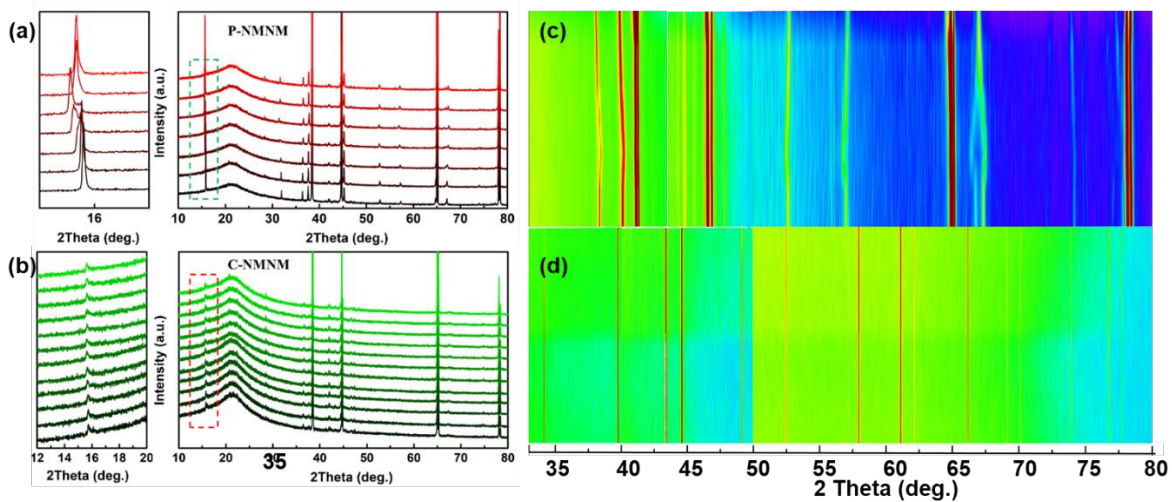 (a)
P-NMNM
Intensity (a.u.)
16
10 20 30 40 50 60 70 80
2Theta (deg.)
2Theta (deg.)
(b)
C-NMNM
Intensity (a.u.)
12 14 16 18 20
10 20 30 40 50 60 70 80
35
2Theta (deg.)
2Theta (deg.)
(c)
(d)
35 40 45 50 55 60 65 70 75 80
2 Theta (deg.)